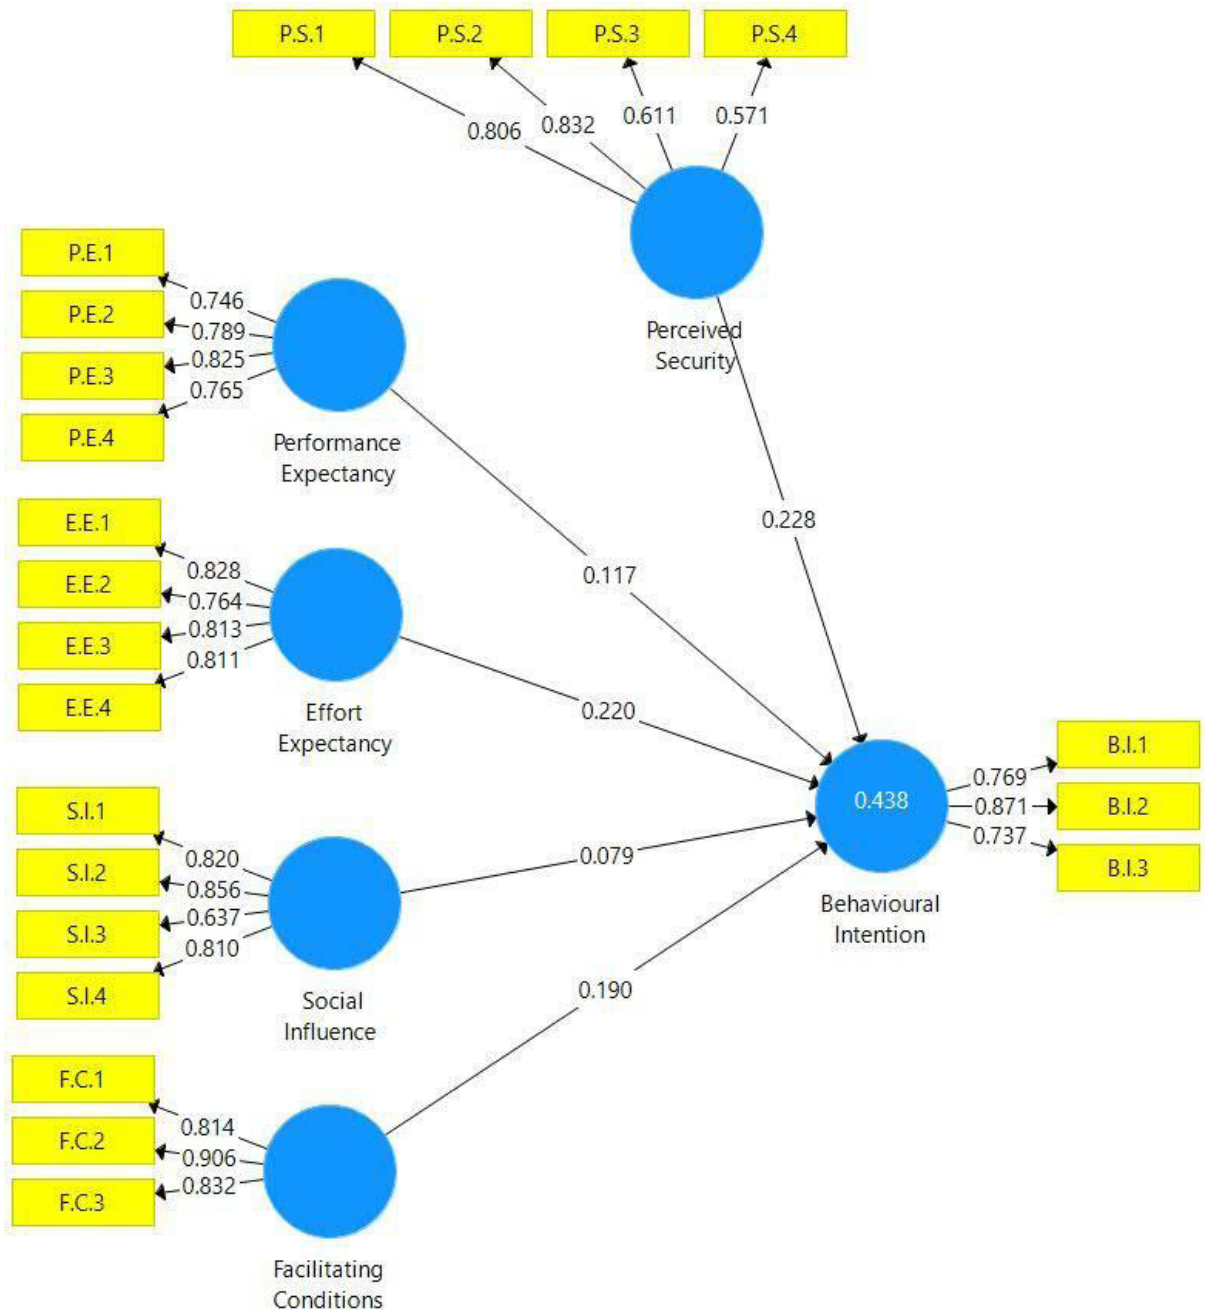 P.S.1
P.S.2
P.S.3
P.S.4
0.806
0.832
0.611
0.571
Perceived
Security
P.E.1
P.E.2
P.E.3
P.E.4
0.746
0.789
0.825
0.765
Performance
Expectancy
0.228
0.117
E.E.1
E.E.2
E.E.3
E.E.4
0.828
0.764
0.813
0.811
Effort
Expectancy
0.220
S.I.1
S.I.2
S.I.3
S.I.4
0.820
0.856
0.637
0.810
Social
Influence
0.079
0.438
Behavioural
Intention
0.769
0.871
0.737
B.I.1
B.I.2
B.I.3
0.190
F.C.1
F.C.2
F.C.3
0.814
0.906
0.832
Facilitating
Conditions